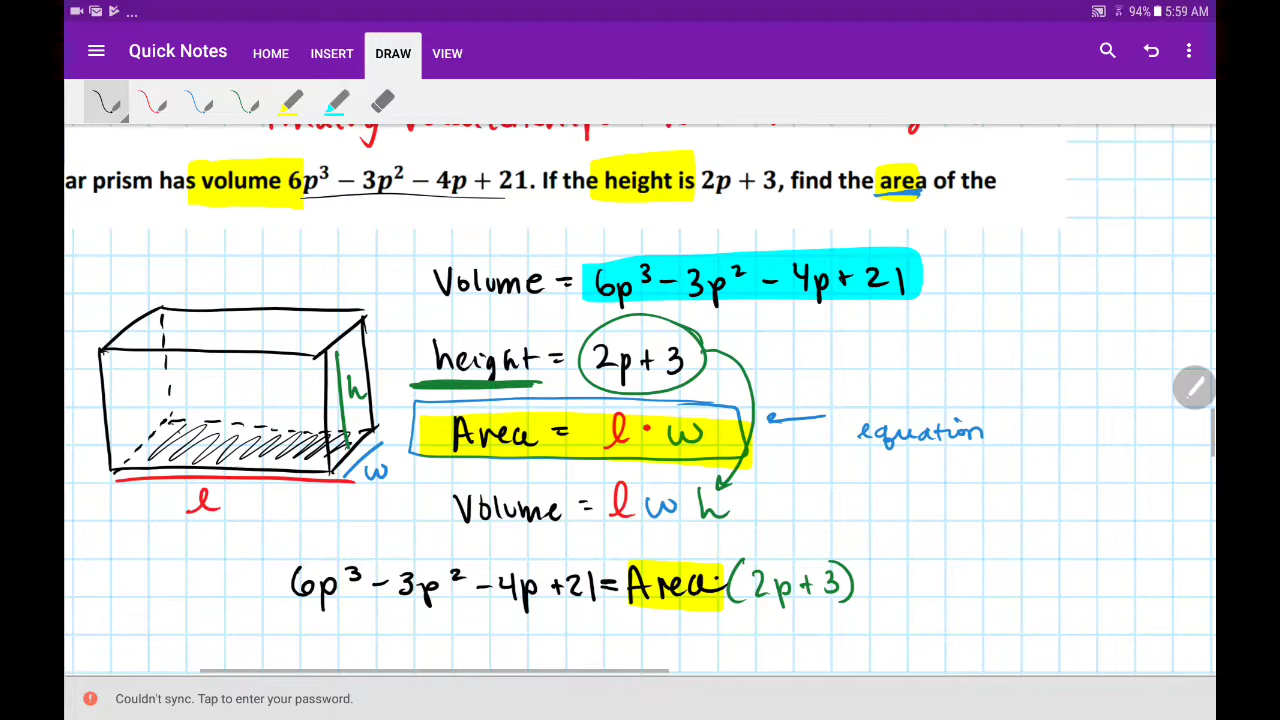 ... 94% 5:59 AM
Quick Notes HOME INSERT DRAW VIEW
ar prism has volume 6p³ − 3p² − 4p + 21. If the height is 2p + 3, find the area of the
Volume = 6p³ − 3p² − 4p + 21
height = 2p + 3
h
Area = l · w
equation
w
l
Volume = l w h
6p³ − 3p² − 4p + 21 = Area · (2p + 3)
Couldn't sync. Tap to enter your password.